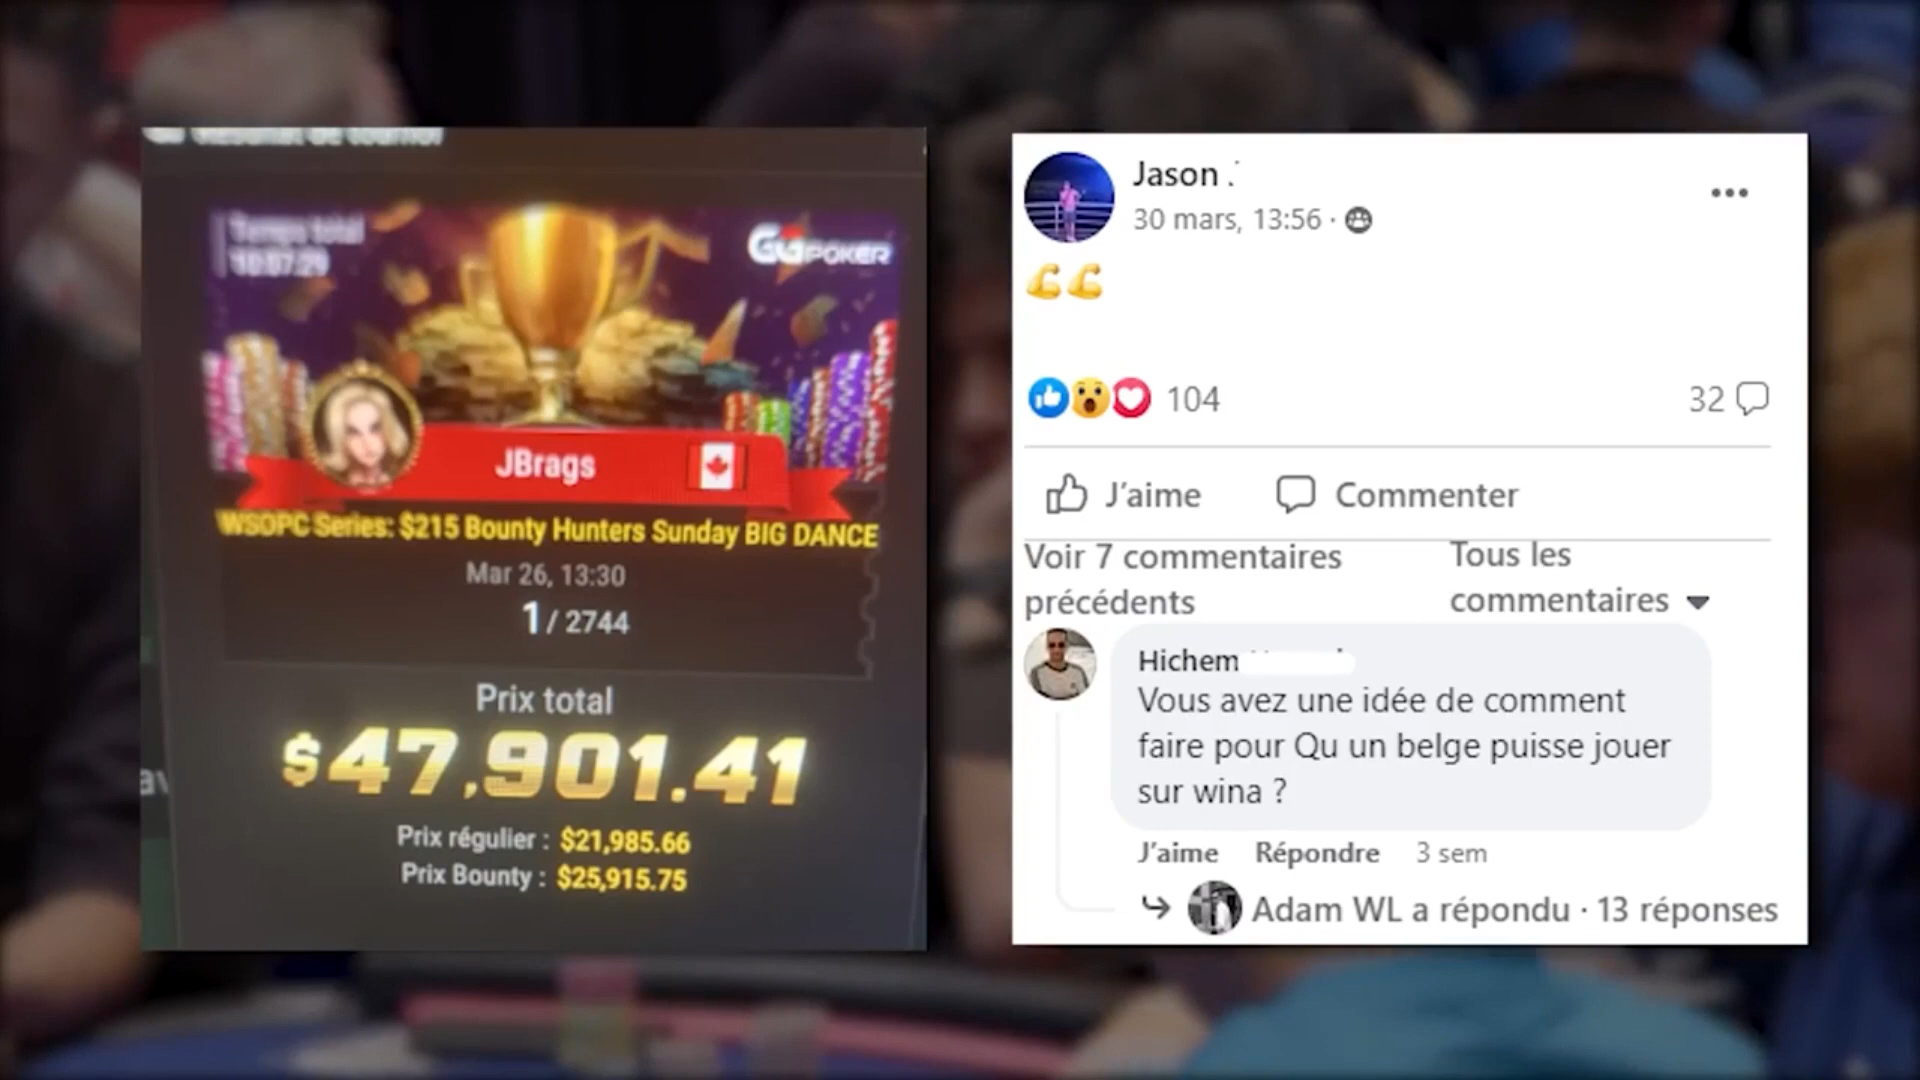 Résultat de tournoi
Temps total
GGPOKER
JBrags
WSOPC Series: $215 Bounty Hunters Sunday BIG DANCE
Mar 26, 13:30
1 / 2744
Prix total
$47,901.41
Prix régulier : $21,985.66
Prix Bounty : $25,915.75
Jason
30 mars, 13:56 ·
104
32
J'aime
Commenter
Voir 7 commentaires
précédents
Tous les
commentaires
Hichem
Vous avez une idée de comment
faire pour Qu un belge puisse jouer
sur wina ?
J'aime Répondre 3 sem
Adam WL a répondu · 13 réponses